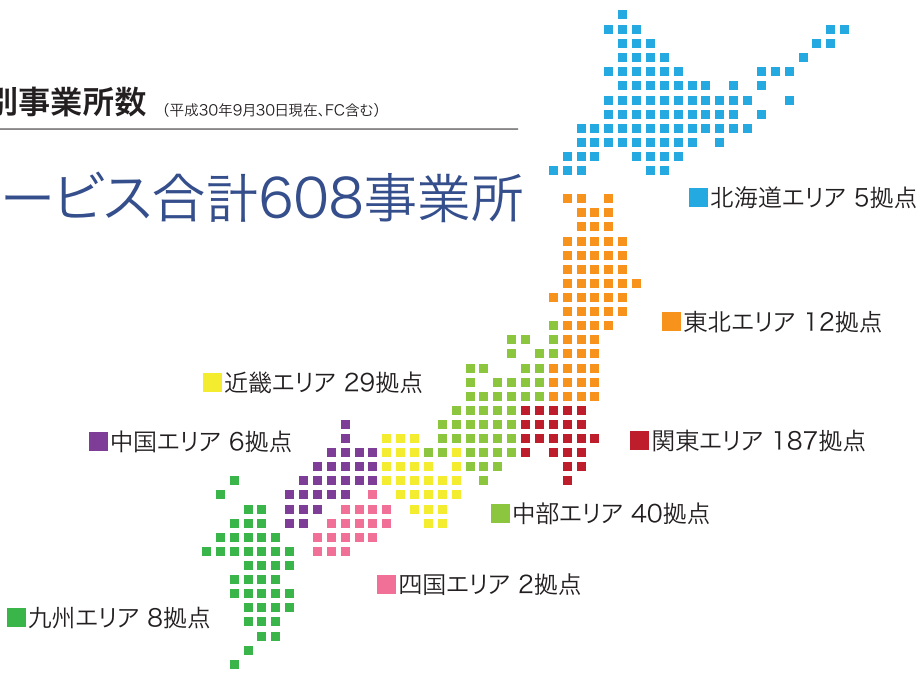 別事業所数 （平成30年9月30日現在、FC含む）
ービス合計608事業所
北海道エリア 5拠点
東北エリア 12拠点
近畿エリア 29拠点
中国エリア 6拠点
関東エリア 187拠点
中部エリア 40拠点
四国エリア 2拠点
九州エリア 8拠点